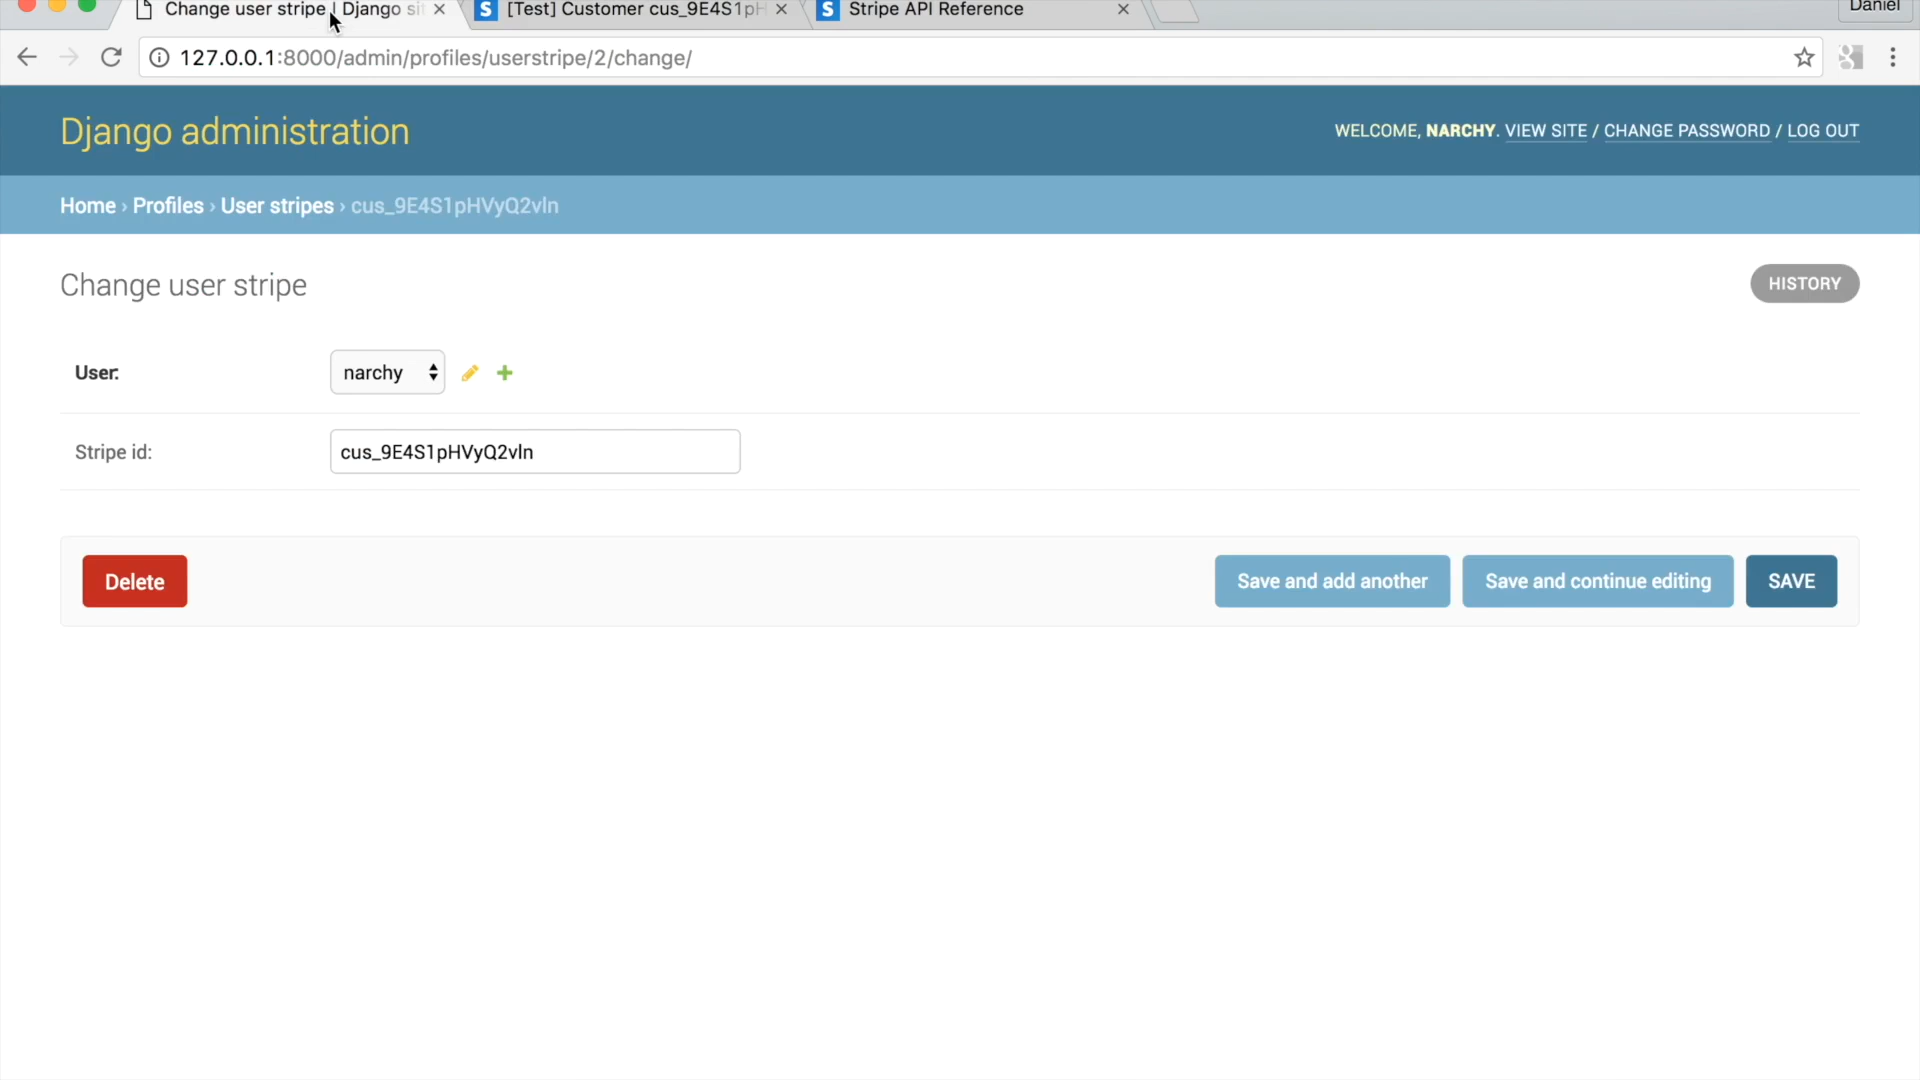 Change user stripe | Django sit
[Test] Customer cus_9E4S1pH
Stripe API Reference
Daniel
127.0.0.1:8000/admin/profiles/userstripe/2/change/
Django administration
WELCOME, NARCHY. VIEW SITE / CHANGE PASSWORD / LOG OUT
Home › Profiles › User stripes › cus_9E4S1pHVyQ2vln
Change user stripe
HISTORY
User:
narchy
Stripe id:
cus_9E4S1pHVyQ2vln
Delete
Save and add another
Save and continue editing
SAVE